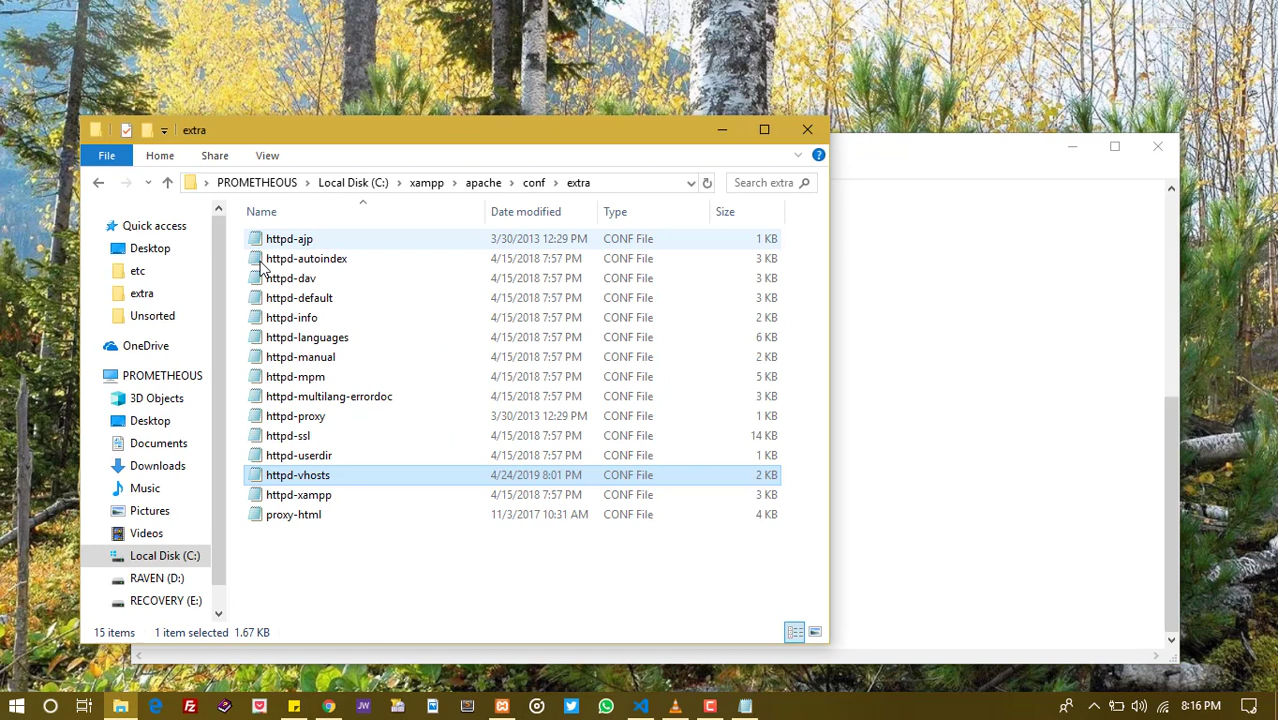 extra
File Home Share View
PROMETHEOUS Local Disk (C:) xampp apache conf extra Search extra
Name Date modified Type Size
Quick access
Desktop
etc
extra
Unsorted
OneDrive
PROMETHEOUS
3D Objects
Desktop
Documents
Downloads
Music
Pictures
Videos
Local Disk (C:)
RAVEN (D:)
RECOVERY (E:)
httpd-ajp 3/30/2013 12:29 PM CONF File 1 KB
httpd-autoindex 4/15/2018 7:57 PM CONF File 3 KB
httpd-dav 4/15/2018 7:57 PM CONF File 3 KB
httpd-default 4/15/2018 7:57 PM CONF File 3 KB
httpd-info 4/15/2018 7:57 PM CONF File 2 KB
httpd-languages 4/15/2018 7:57 PM CONF File 6 KB
httpd-manual 4/15/2018 7:57 PM CONF File 2 KB
httpd-mpm 4/15/2018 7:57 PM CONF File 5 KB
httpd-multilang-errordoc 4/15/2018 7:57 PM CONF File 3 KB
httpd-proxy 3/30/2013 12:29 PM CONF File 1 KB
httpd-ssl 4/15/2018 7:57 PM CONF File 14 KB
httpd-userdir 4/15/2018 7:57 PM CONF File 1 KB
httpd-vhosts 4/24/2019 8:01 PM CONF File 2 KB
httpd-xampp 4/15/2018 7:57 PM CONF File 3 KB
proxy-html 11/3/2017 10:31 AM CONF File 4 KB
15 items 1 item selected 1.67 KB
JW 8:16 PM